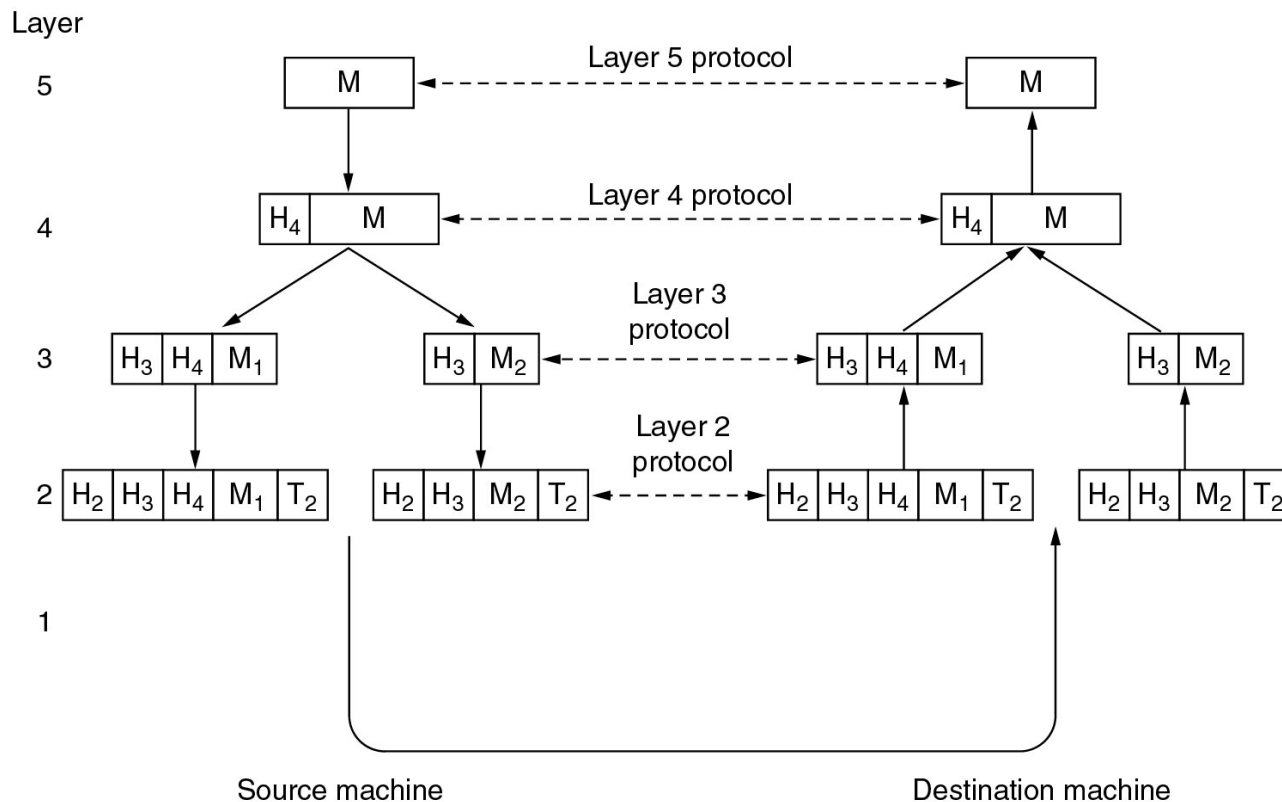 Layer
5 M Layer 5 protocol M
4 H₄ M Layer 4 protocol H₄ M
Layer 3
protocol
3 H₃ H₄ M₁ H₃ M₂ H₃ H₄ M₁ H₃ M₂
Layer 2
protocol
2 H₂ H₃ H₄ M₁ T₂ H₂ H₃ M₂ T₂ H₂ H₃ H₄ M₁ T₂ H₂ H₃ M₂ T₂
1
Source machine Destination machine